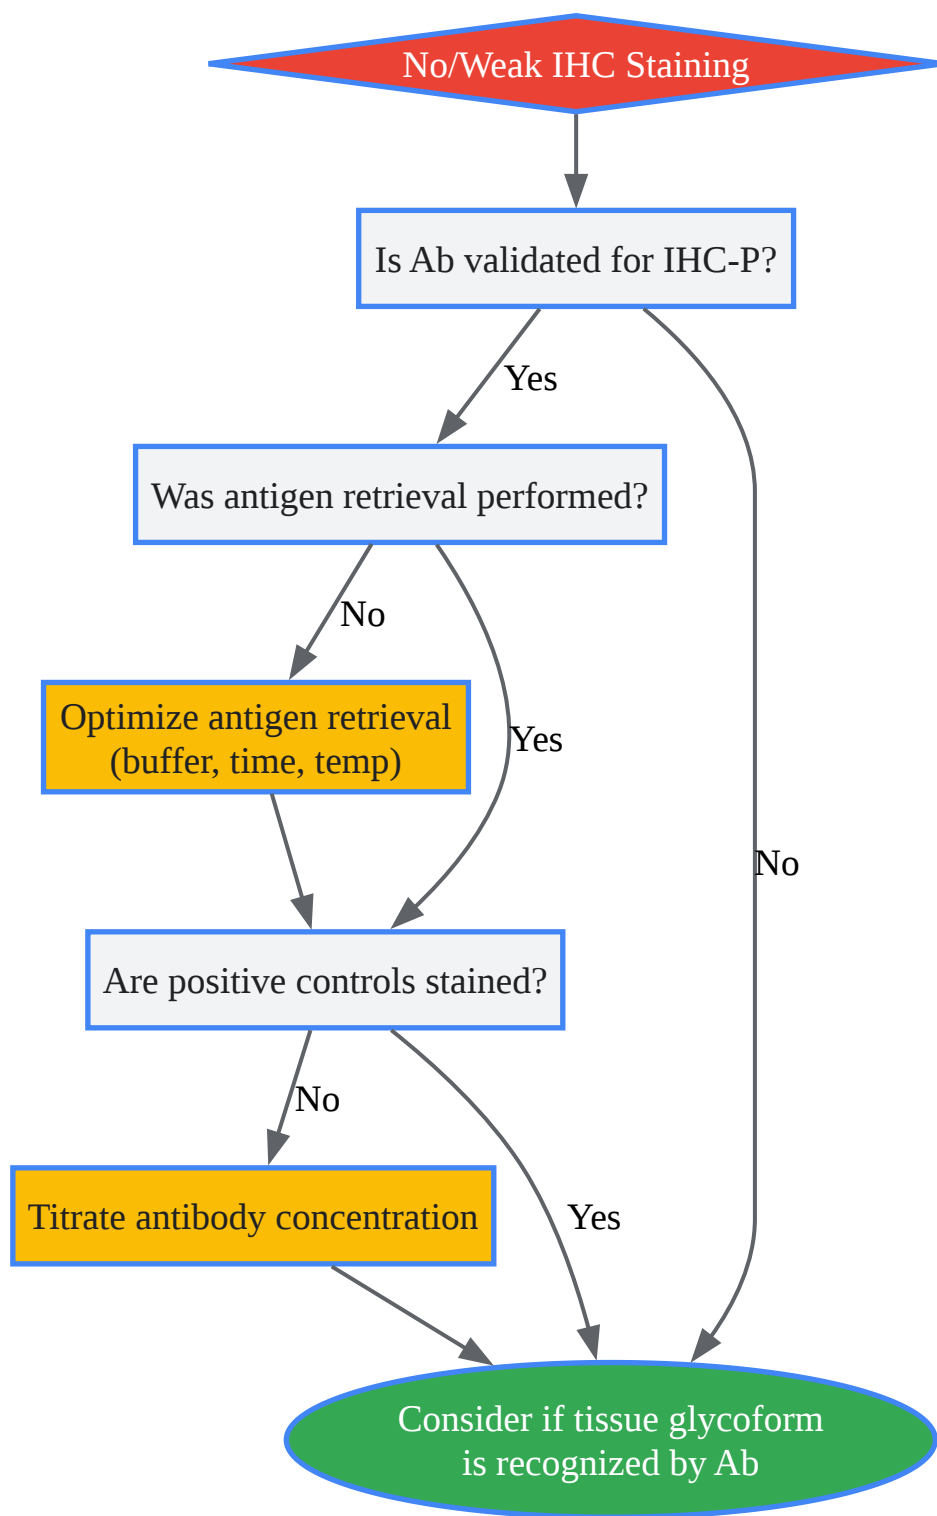 No/Weak IHC Staining
Is Ab validated for IHC-P?
Yes
Was antigen retrieval performed?
No
Optimize antigen retrieval
(buffer, time, temp)
Yes
No
Are positive controls stained?
No
Titrate antibody concentration
Yes
Consider if tissue glycoform
is recognized by Ab